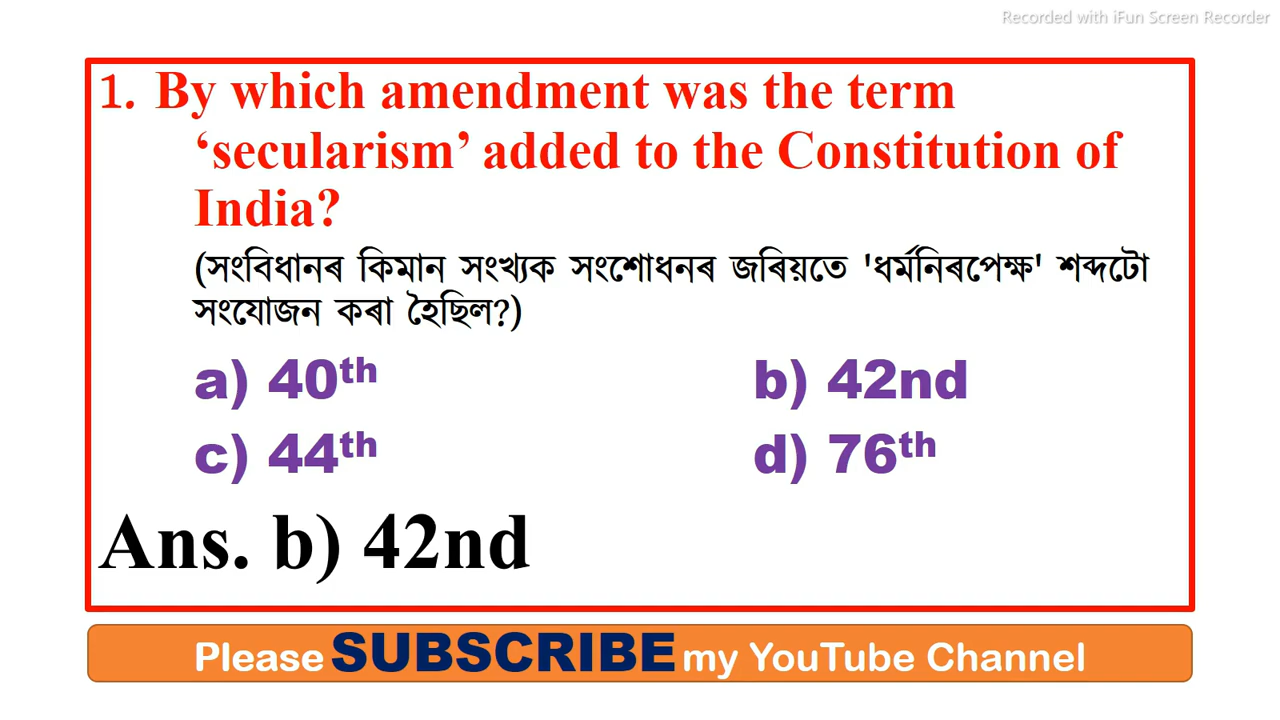 Recorded with iFun Screen Recorder
1. By which amendment was the term
‘secularism’ added to the Constitution of
India?
(সংবিধানৰ কিমান সংখ্যক সংশোধনৰ জৰিয়তে 'ধৰ্মনিৰপেক্ষ' শব্দটো
সংযোজন কৰা হৈছিল?)
a) 40th b) 42nd
c) 44th d) 76th
Ans. b) 42nd
Please SUBSCRIBE my YouTube Channel